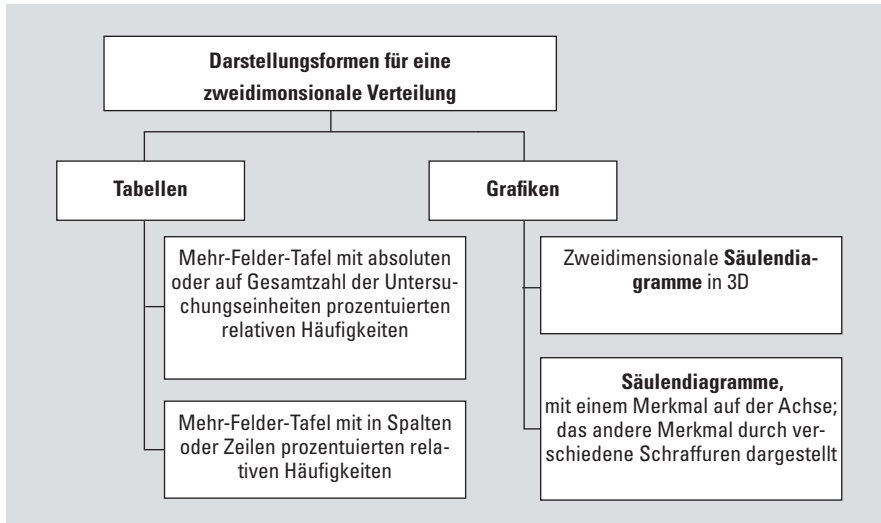 Darstellungsformen für eine
zweidimonsionale Verteilung
Tabellen
Mehr-Felder-Tafel mit absoluten
oder auf Gesamtzahl der Untersu-
chungseinheiten prozentuierten
relativen Häufigkeiten
Mehr-Felder-Tafel mit in Spalten
oder Zeilen prozentuierten rela-
tiven Häufigkeiten
Grafiken
Zweidimensionale Säulendia-
gramme in 3D
Säulendiagramme,
mit einem Merkmal auf der Achse;
das andere Merkmal durch ver-
schiedene Schraffuren dargestellt